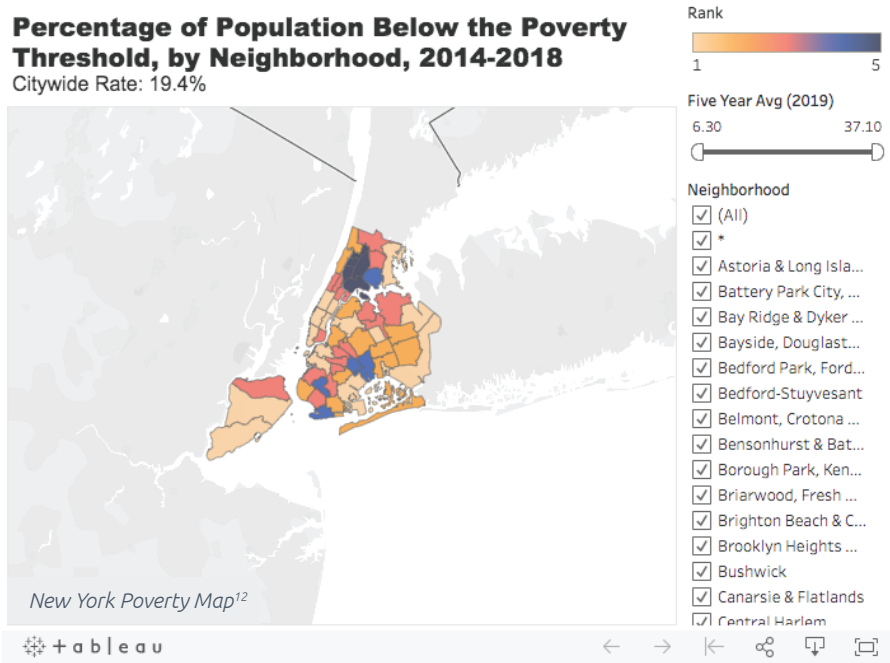 Percentage of Population Below the Poverty
Threshold, by Neighborhood, 2014-2018
Citywide Rate: 19.4%
New York Poverty Map12
Rank
1 5
Five Year Avg (2019)
6.30 37.10
Neighborhood
(All)
*
Astoria & Long Isla...
Battery Park City, ...
Bay Ridge & Dyker ...
Bayside, Douglast...
Bedford Park, Ford...
Bedford-Stuyvesant
Belmont, Crotona ...
Bensonhurst & Bat...
Borough Park, Ken...
Briarwood, Fresh ...
Brighton Beach & C...
Brooklyn Heights ...
Bushwick
Canarsie & Flatlands
Central Harlem
+ a b l e a u